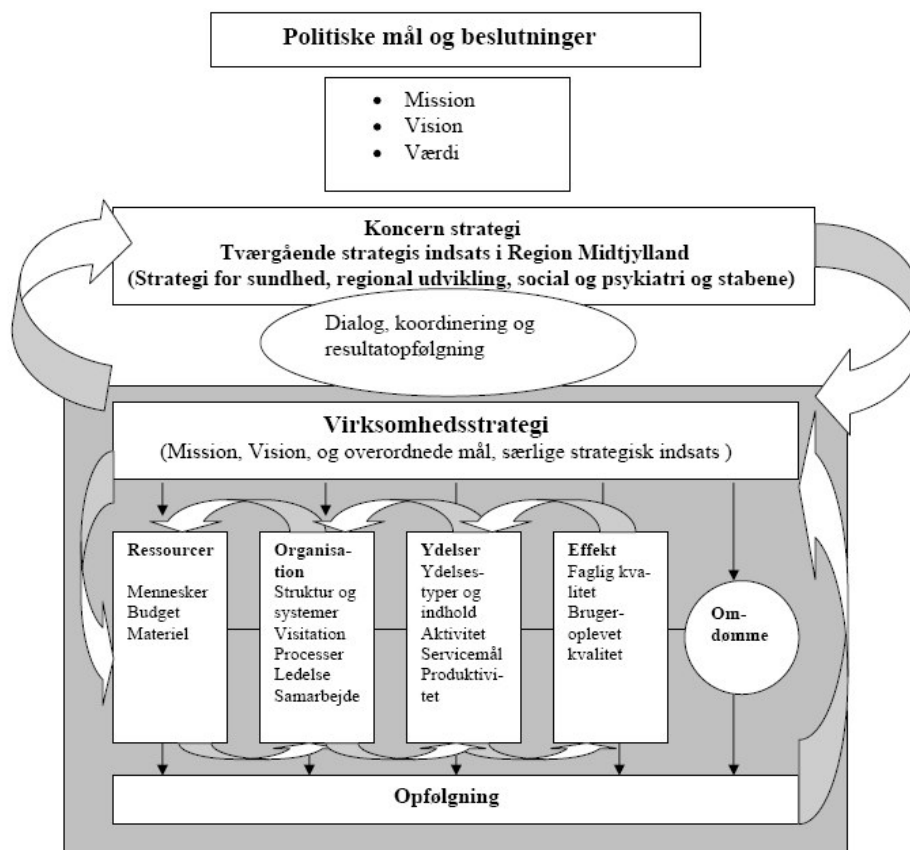 Politiske mål og beslutninger
• Mission
• Vision
• Værdi
Koncern strategi
Tværgående strategis indsats i Region Midtjylland
(Strategi for sundhed, regional udvikling, social og psykiatri og stabene)
Dialog, koordinering og
resultatopfølgning
Virksomhedsstrategi
(Mission, Vision, og overordnede mål, særlige strategisk indsats )
Ressourcer
Mennesker
Budget
Materiel
Organisa-
tion
Struktur og
systemer
Visitation
Processer
Ledelse
Samarbejde
Ydelser
Ydelses-
typer og
indhold
Aktivitet
Servicemål
Produktivi-
tet
Effekt
Faglig kva-
litet
Bruger-
oplevet
kvalitet
Om-
dømme
Opfølgning